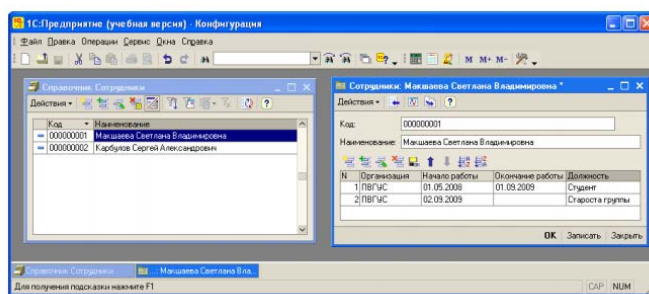 1С:Предприятие (учебная версия) - Конфигурация
Файл Правка Операции Сервис Окна Справка
M M+ M-
Справочник Сотрудники
Действия
Код Наименование
000000001 Макшаева Светлана Владимировна
000000002 Карбулов Сергей Александрович
Сотрудники: Макшаева Светлана Владимировна *
Действия
Код: 000000001
Наименование: Макшаева Светлана Владимировна
N Организация Начало работы Окончание работы Должность
1 ПВГУС 01.05.2008 01.09.2009 Студент
2 ПВГУС 02.09.2009 Староста группы
OK Записать Закрыть
Справочник Сотрудники
...: Макшаева Светлана Вла...
Для получения подсказки нажмите F1
CAP NUM